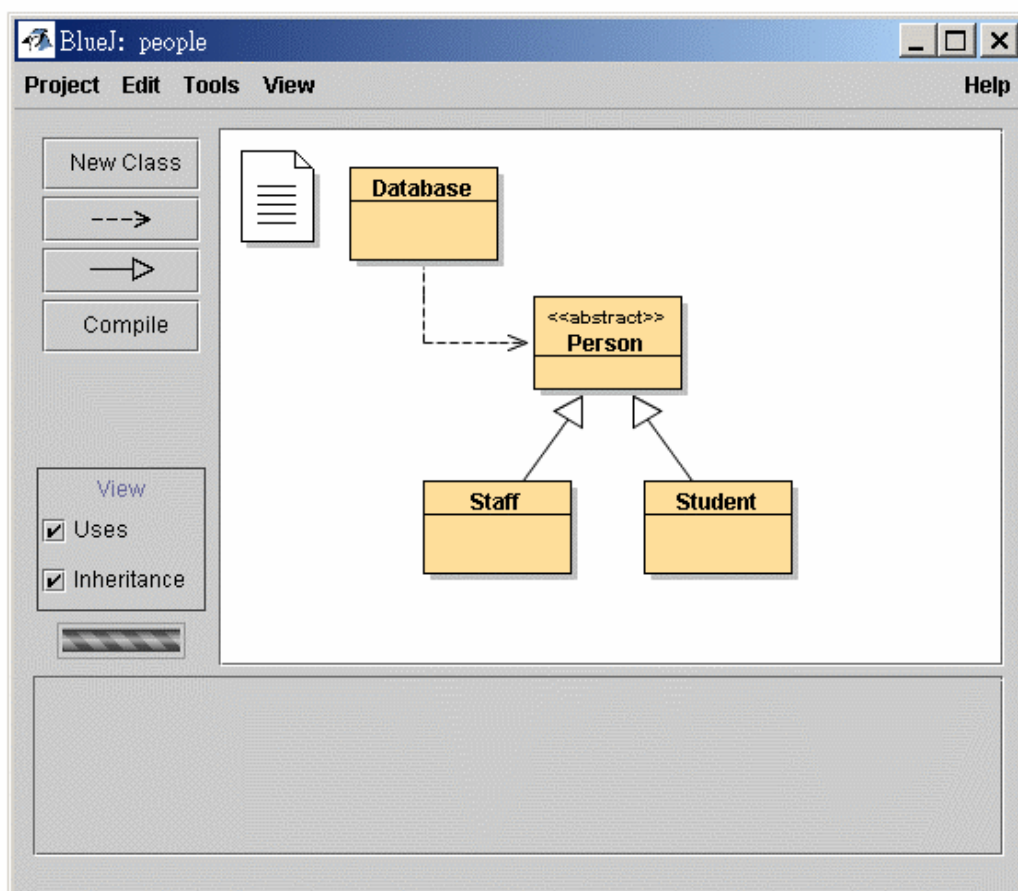 BlueJ: people
Project Edit Tools View Help
New Class
Compile
View
Uses
Inheritance
Database
<<abstract>>
Person
Staff
Student